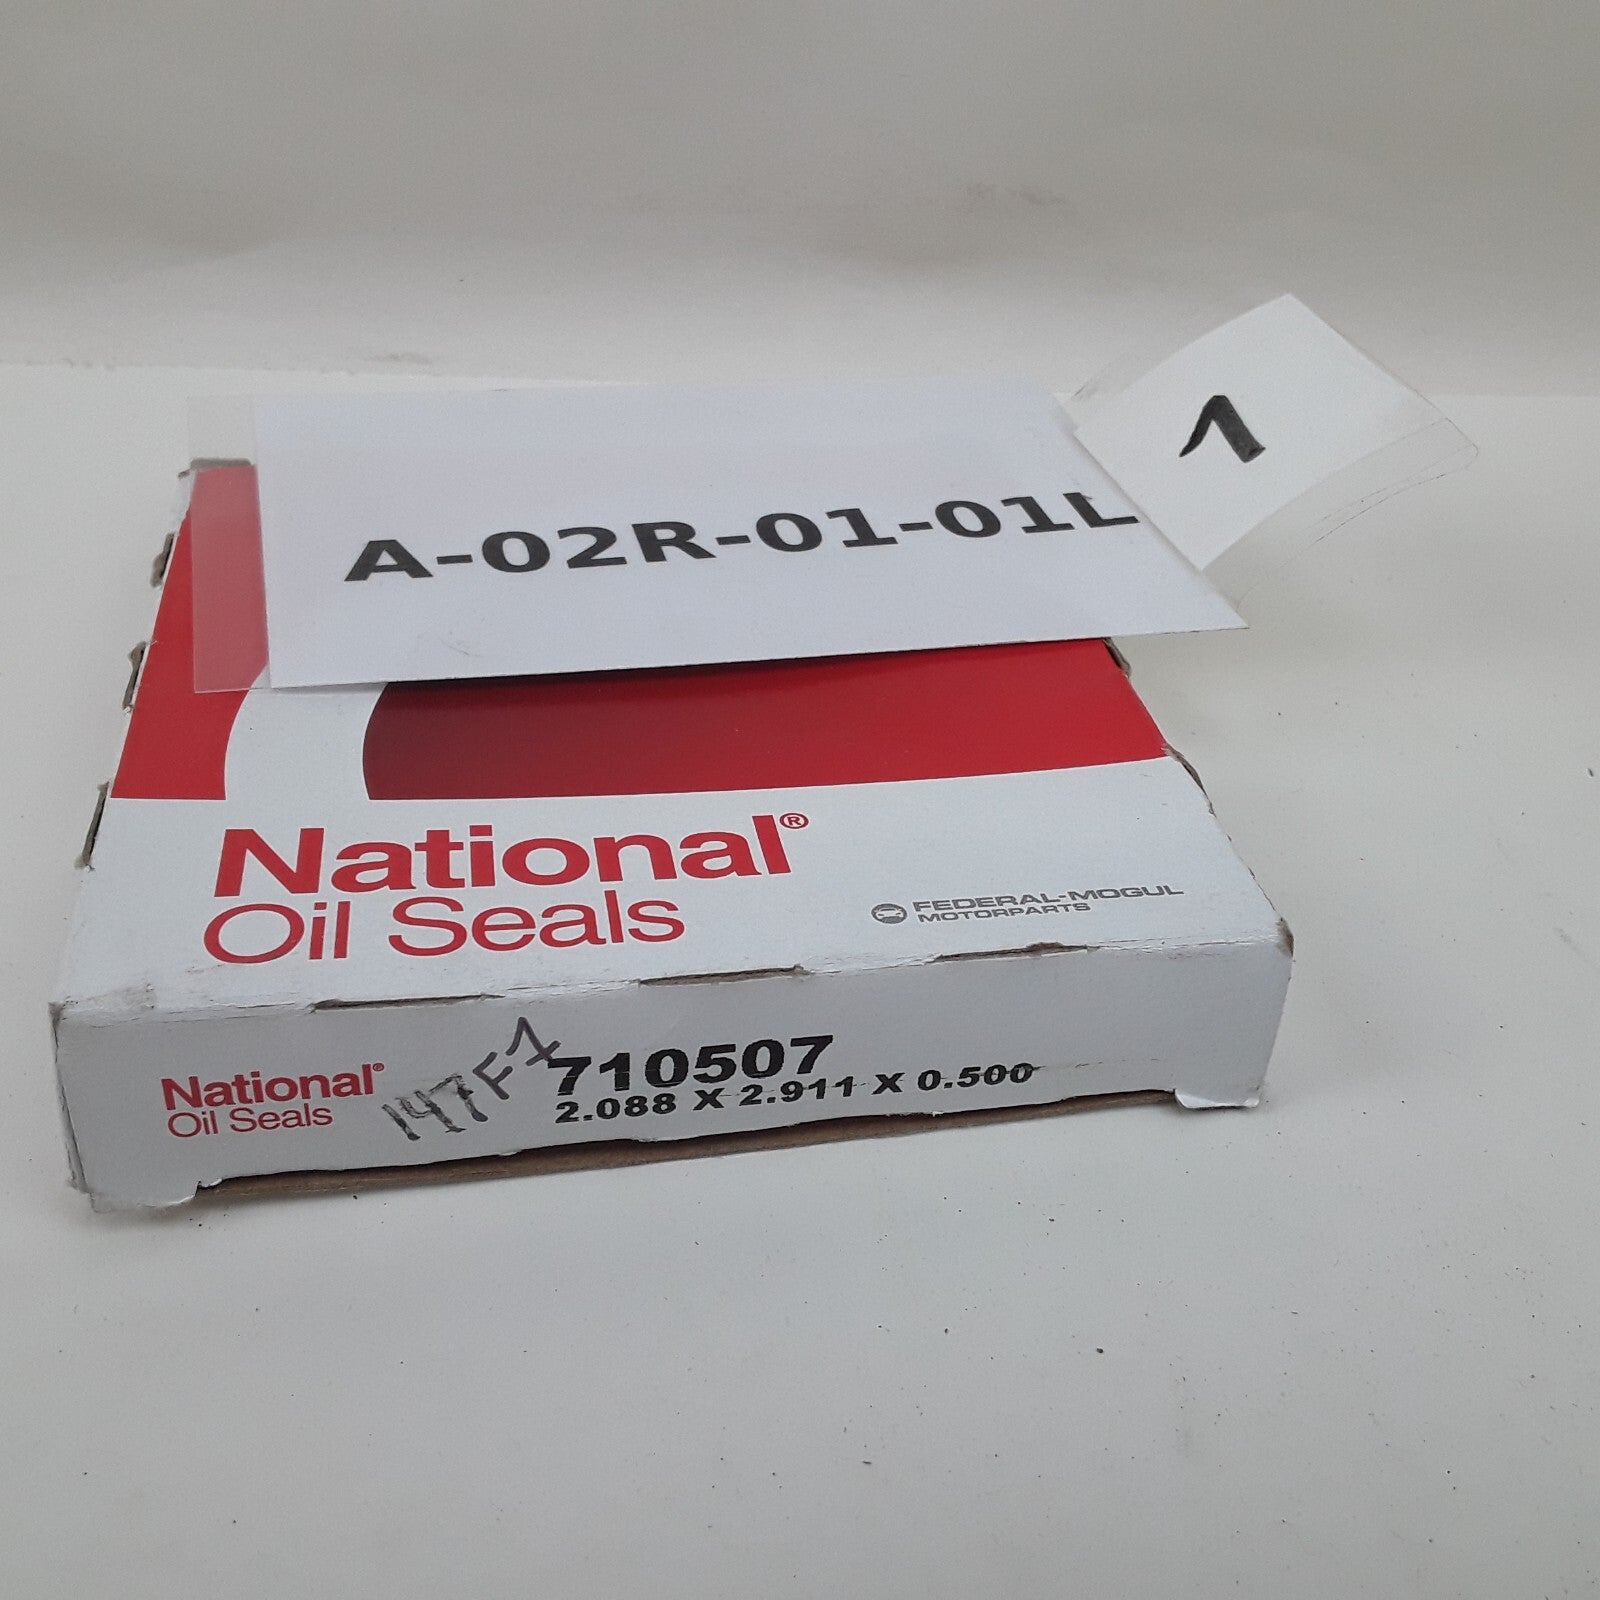 1
A-02R-01-01L
National®
Oil Seals
FEDERAL-MOGUL
MOTORPARTS
National®
Oil Seals
147F1
710507
2.088 X 2.911 X 0.500